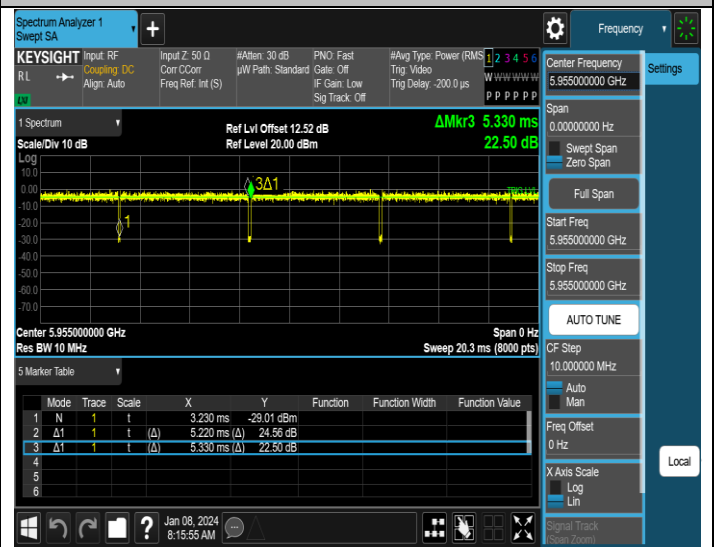 Spectrum Analyzer 1
Swept SA
Frequency
KEYSIGHT
Input: RF
Coupling: DC
Align: Auto
Input Z: 50 Ω
Corr CCorr
Freq Ref: Int (S)
#Atten: 30 dB
µW Path: Standard
PNO: Fast
Gate: Off
IF Gain: Low
Sig Track: Off
#Avg Type: Power (RMS
Trig: Video
Trig Delay: -200.0 µs
1 2 3 4 5 6
W W W W W W
P P P P P P
RL
LXI
Center Frequency
5.955000000 GHz
Settings
Span
0.00000000 Hz
Swept Span
Zero Span
Full Span
Start Freq
5.955000000 GHz
Stop Freq
5.955000000 GHz
AUTO TUNE
CF Step
10.000000 MHz
Auto
Man
Freq Offset
0 Hz
X Axis Scale
Log
Lin
Signal Track
(Span Zoom)
Local
1 Spectrum
Scale/Div 10 dB
Ref Lvl Offset 12.52 dB
Ref Level 20.00 dBm
ΔMkr3 5.330 ms
22.50 dB
Log
10.0
0.00
-10.0
-20.0
-30.0
-40.0
-50.0
-60.0
-70.0
3Δ1
1
TRIG LVL
Center 5.955000000 GHz
Res BW 10 MHz
Span 0 Hz
Sweep 20.3 ms (8000 pts)
5 Marker Table
Mode Trace Scale X Y Function Function Width Function Value
1 N 1 t 3.230 ms -29.01 dBm
2 Δ1 1 t (Δ) 5.220 ms (Δ) 24.56 dB
3 Δ1 1 t (Δ) 5.330 ms (Δ) 22.50 dB
4
5
6
?
Jan 08, 2024
8:15:55 AM